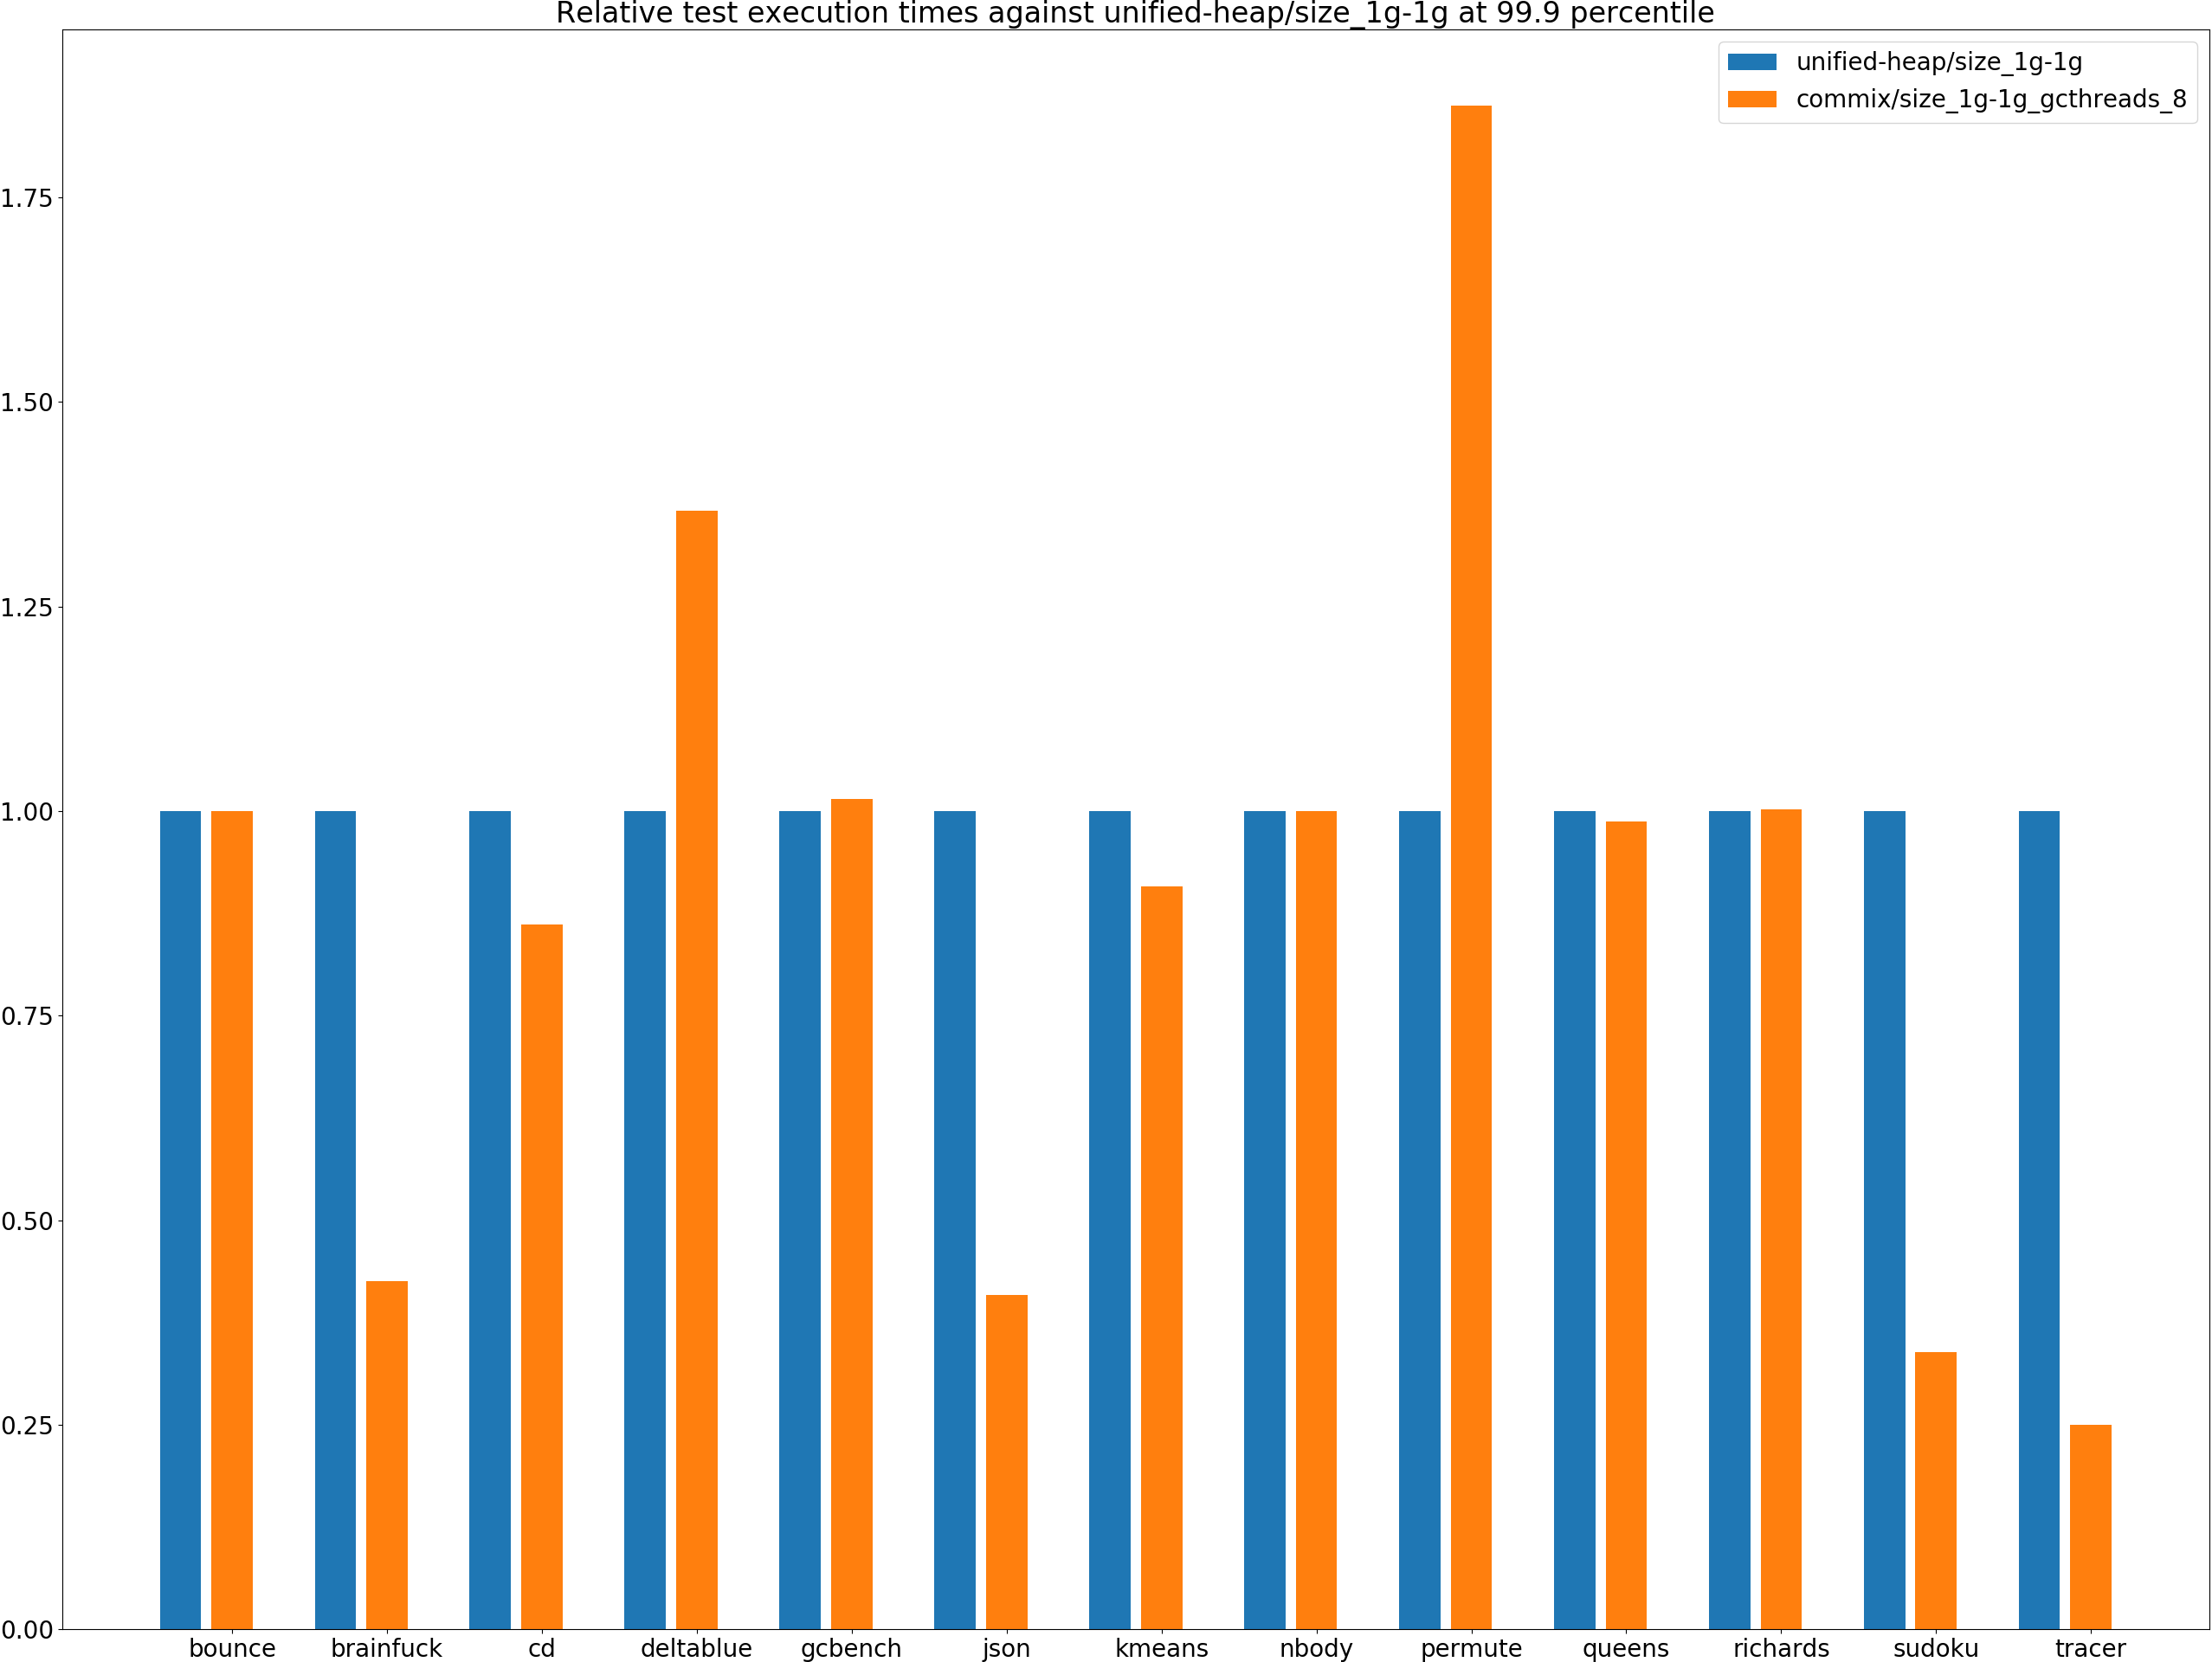 Relative test execution times against unified-heap/size_1g-1g at 99.9 percentile
unified-heap/size_1g-1g
commix/size_1g-1g_gcthreads_8
1.75
1.50
1.25
1.00
0.75
0.50
0.25
0.00
bounce brainfuck cd deltablue gcbench json kmeans nbody permute queens richards sudoku tracer